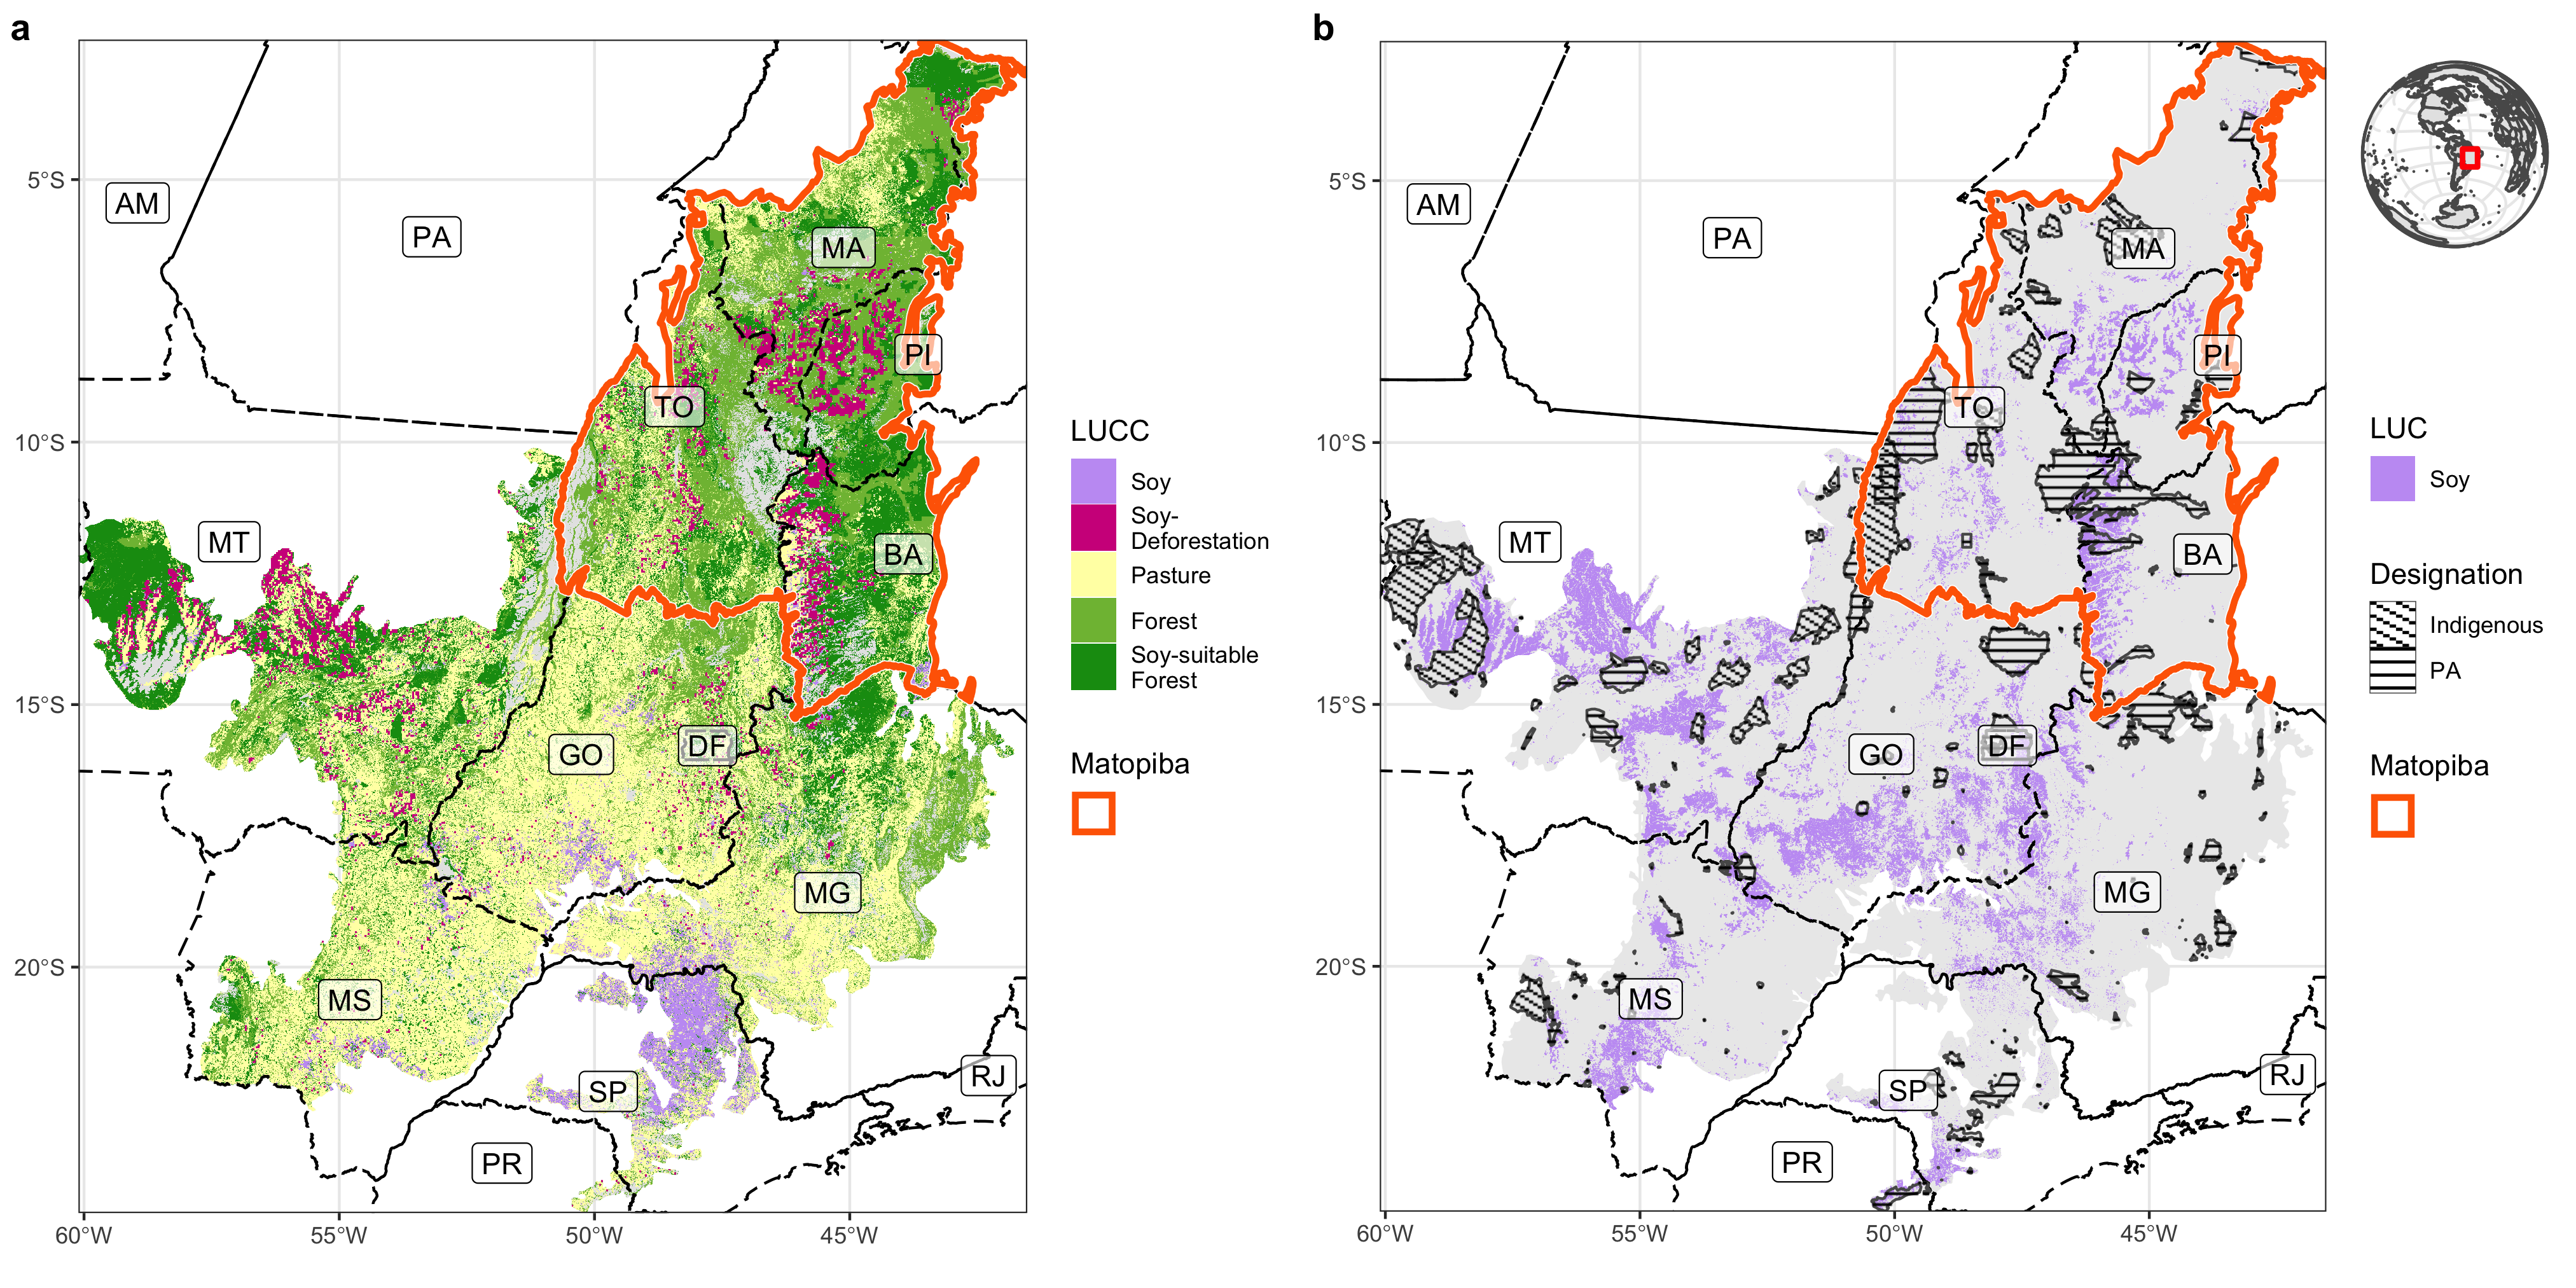 a
5°S
10°S
15°S
20°S
60°W
55°W
50°W
45°W
AM
PA
MA
PI
TO
MT
BA
GO
DF
MG
MS
SP
RJ
PR
LUCC
Soy
Soy-
Deforestation
Pasture
Forest
Soy-suitable
Forest
Matopiba
b
5°S
10°S
15°S
20°S
60°W
55°W
50°W
45°W
AM
PA
MA
PI
TO
MT
BA
GO
DF
MG
MS
SP
RJ
PR
LUC
Soy
Designation
Indigenous
PA
Matopiba